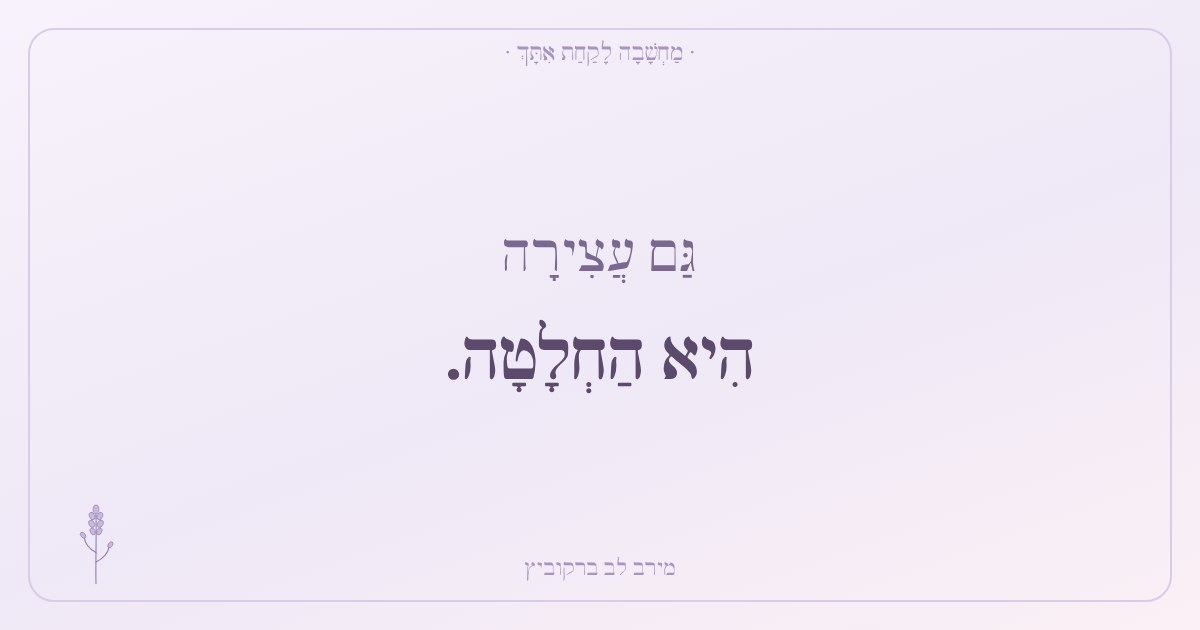 · מַחְשָׁבָה לָקַחַת אִתָּךְ ·
גַּם עֲצִירָה
הִיא הַחְלָטָה.
מירב לב ברקוביץ